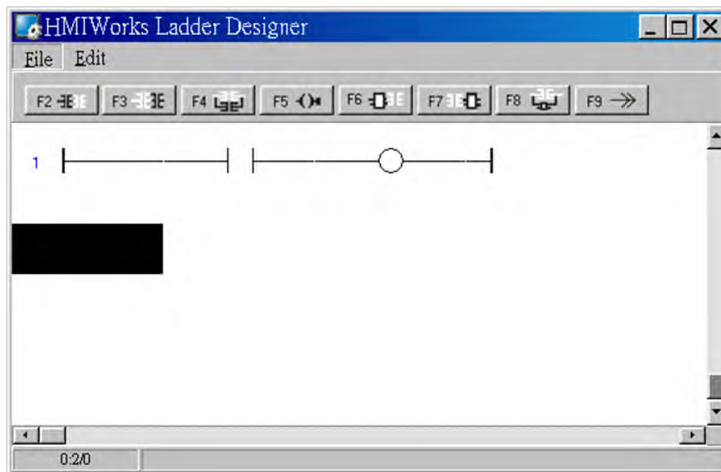 HMIWorks Ladder Designer
File Edit
F2 F3 F4 F5 F6 F7 F8 F9
1
0:2/0